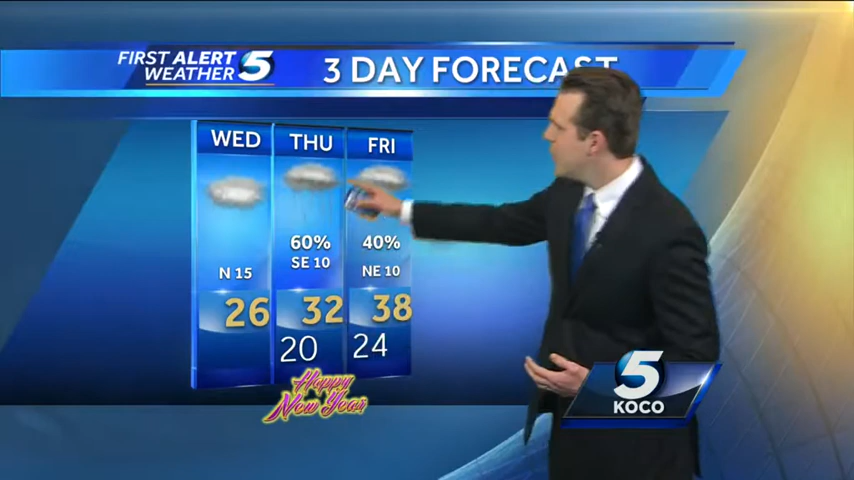 FIRST ALERT
WEATHER 5
3 DAY FORECAST
WED THU FRI
60% 40%
N 15 SE 10 NE 10
26 32 38
20 24
Happy
New Year
5
KOCO